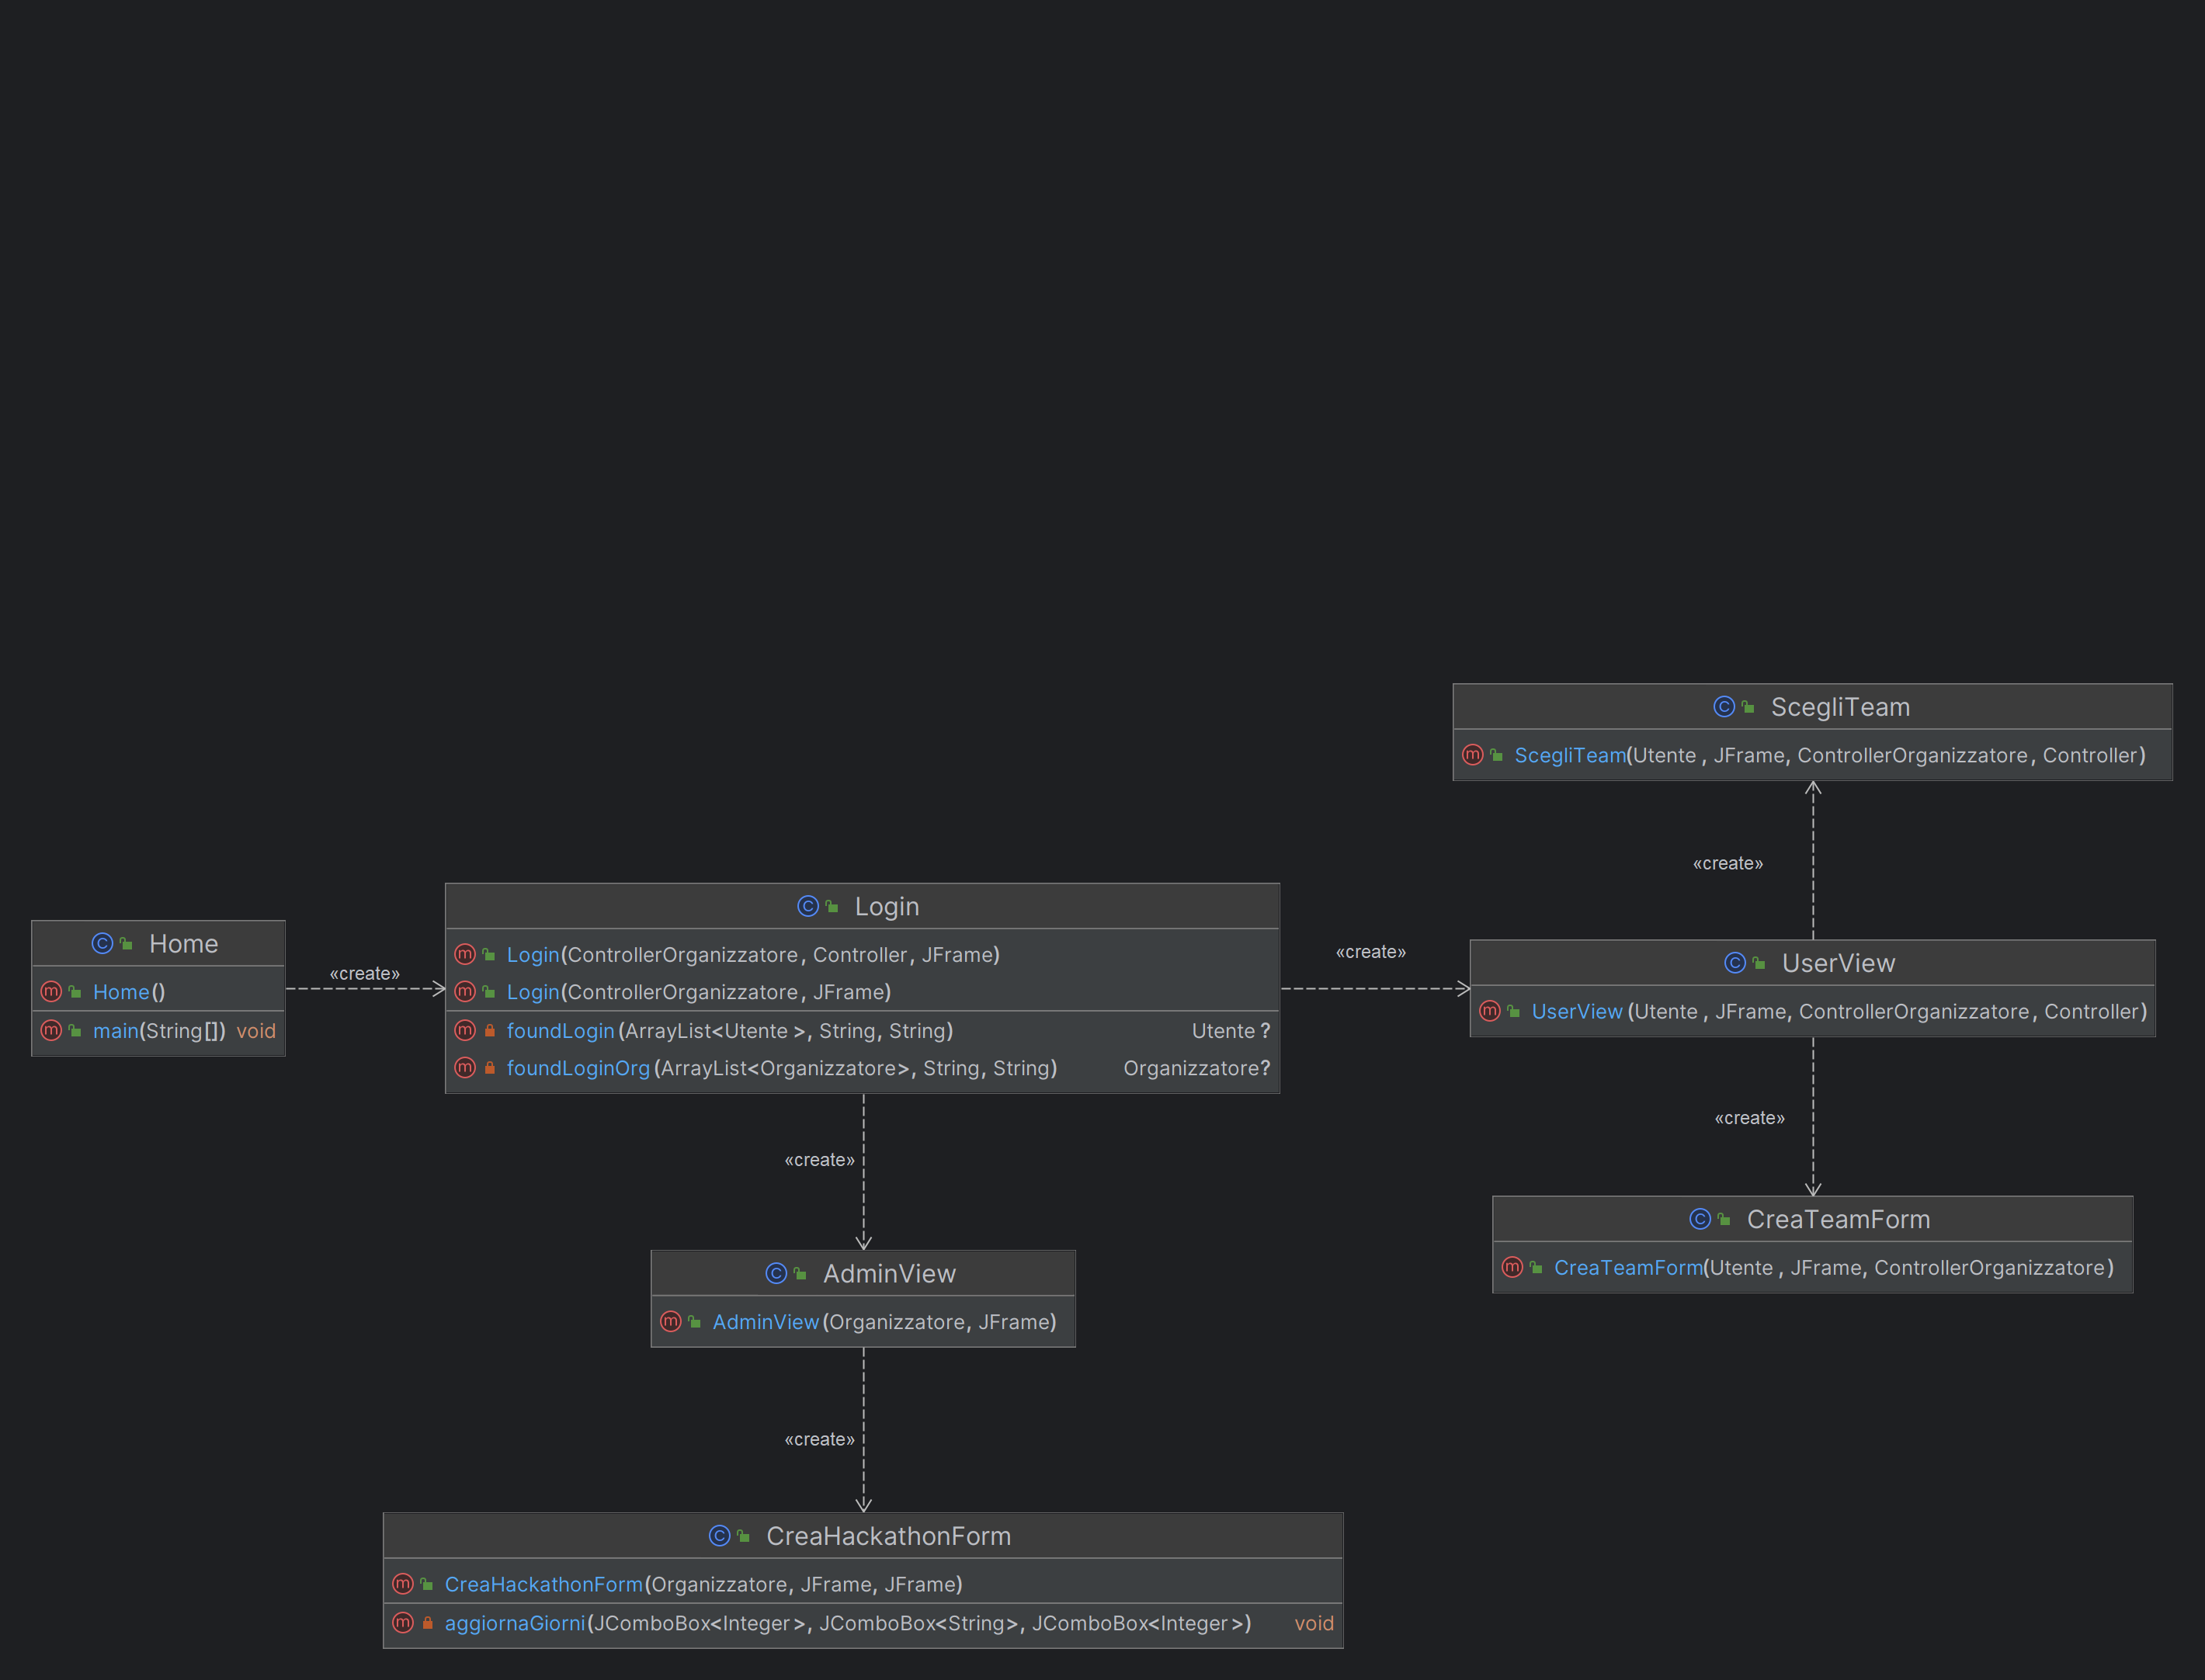 ScegliTeam
ScegliTeam(Utente, JFrame, ControllerOrganizzatore, Controller)
«create»
Login
Login(ControllerOrganizzatore, Controller, JFrame)
Login(ControllerOrganizzatore, JFrame)
foundLogin(ArrayList<Utente>, String, String) Utente?
foundLoginOrg(ArrayList<Organizzatore>, String, String) Organizzatore?
Home
Home()
main(String[]) void
«create»
«create»
UserView
UserView(Utente, JFrame, ControllerOrganizzatore, Controller)
«create»
«create»
CreaTeamForm
CreaTeamForm(Utente, JFrame, ControllerOrganizzatore)
AdminView
AdminView(Organizzatore, JFrame)
«create»
CreaHackathonForm
CreaHackathonForm(Organizzatore, JFrame, JFrame)
aggiornaGiorni(JComboBox<Integer>, JComboBox<String>, JComboBox<Integer>) void